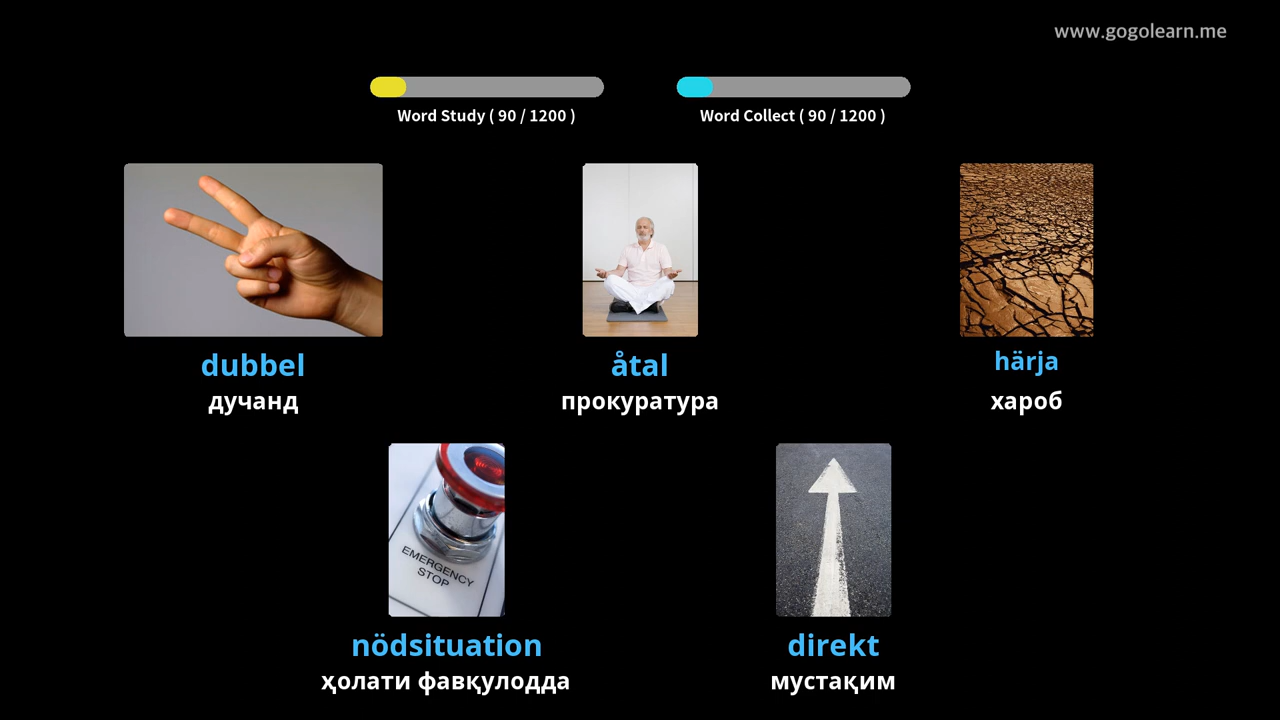 www.gogolearn.me
Word Study ( 90 / 1200 )
Word Collect ( 90 / 1200 )
dubbel
дучанд
åtal
прокуратура
härja
хароб
EMERGENCY
STOP
nödsituation
ҳолати фавқулодда
direkt
мустақим